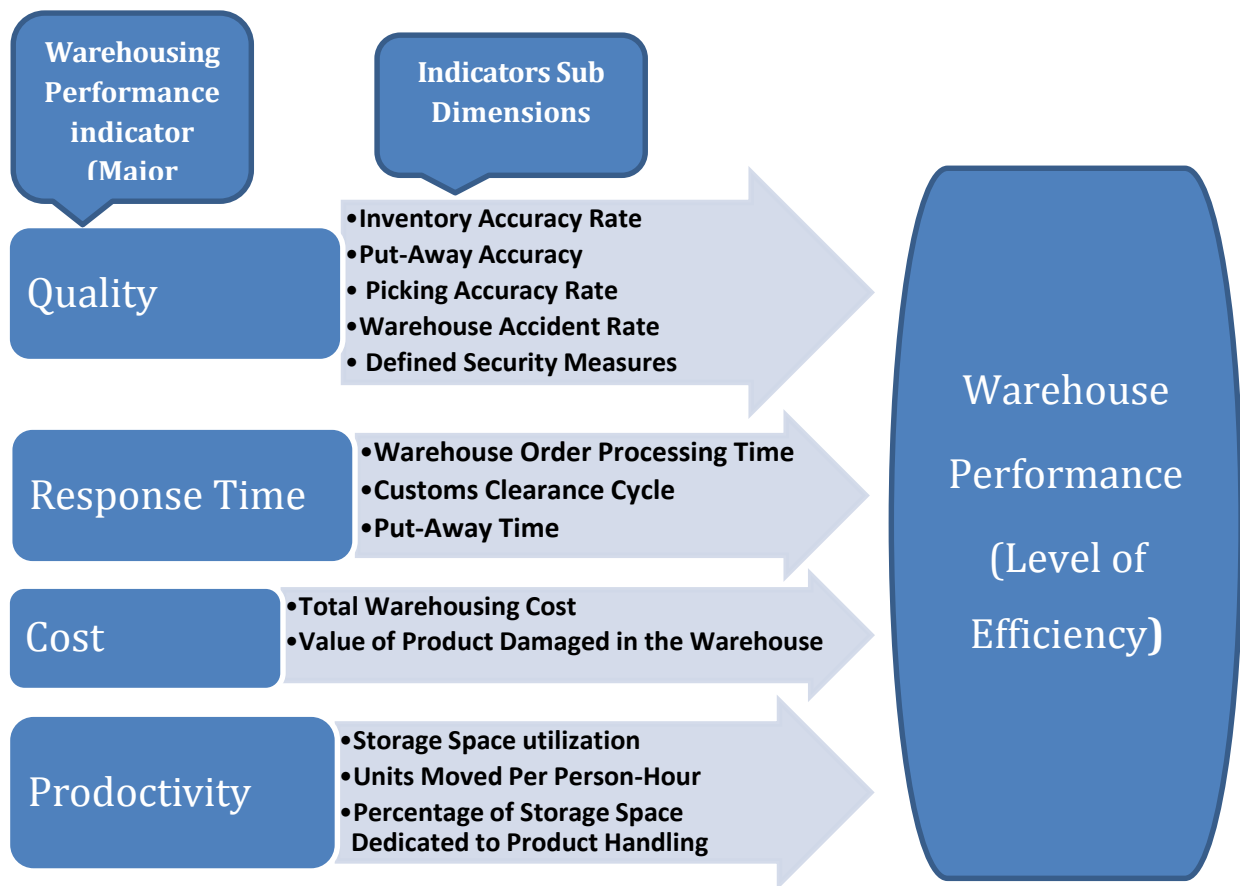 Warehousing
Performance
indicator
(Major
Indicators Sub
Dimensions
Quality
•Inventory Accuracy Rate
•Put-Away Accuracy
• Picking Accuracy Rate
•Warehouse Accident Rate
• Defined Security Measures
Response Time
•Warehouse Order Processing Time
•Customs Clearance Cycle
•Put-Away Time
Cost
•Total Warehousing Cost
•Value of Product Damaged in the Warehouse
Prodoctivity
•Storage Space utilization
•Units Moved Per Person-Hour
•Percentage of Storage Space
Dedicated to Product Handling
Warehouse
Performance
(Level of
Efficiency)